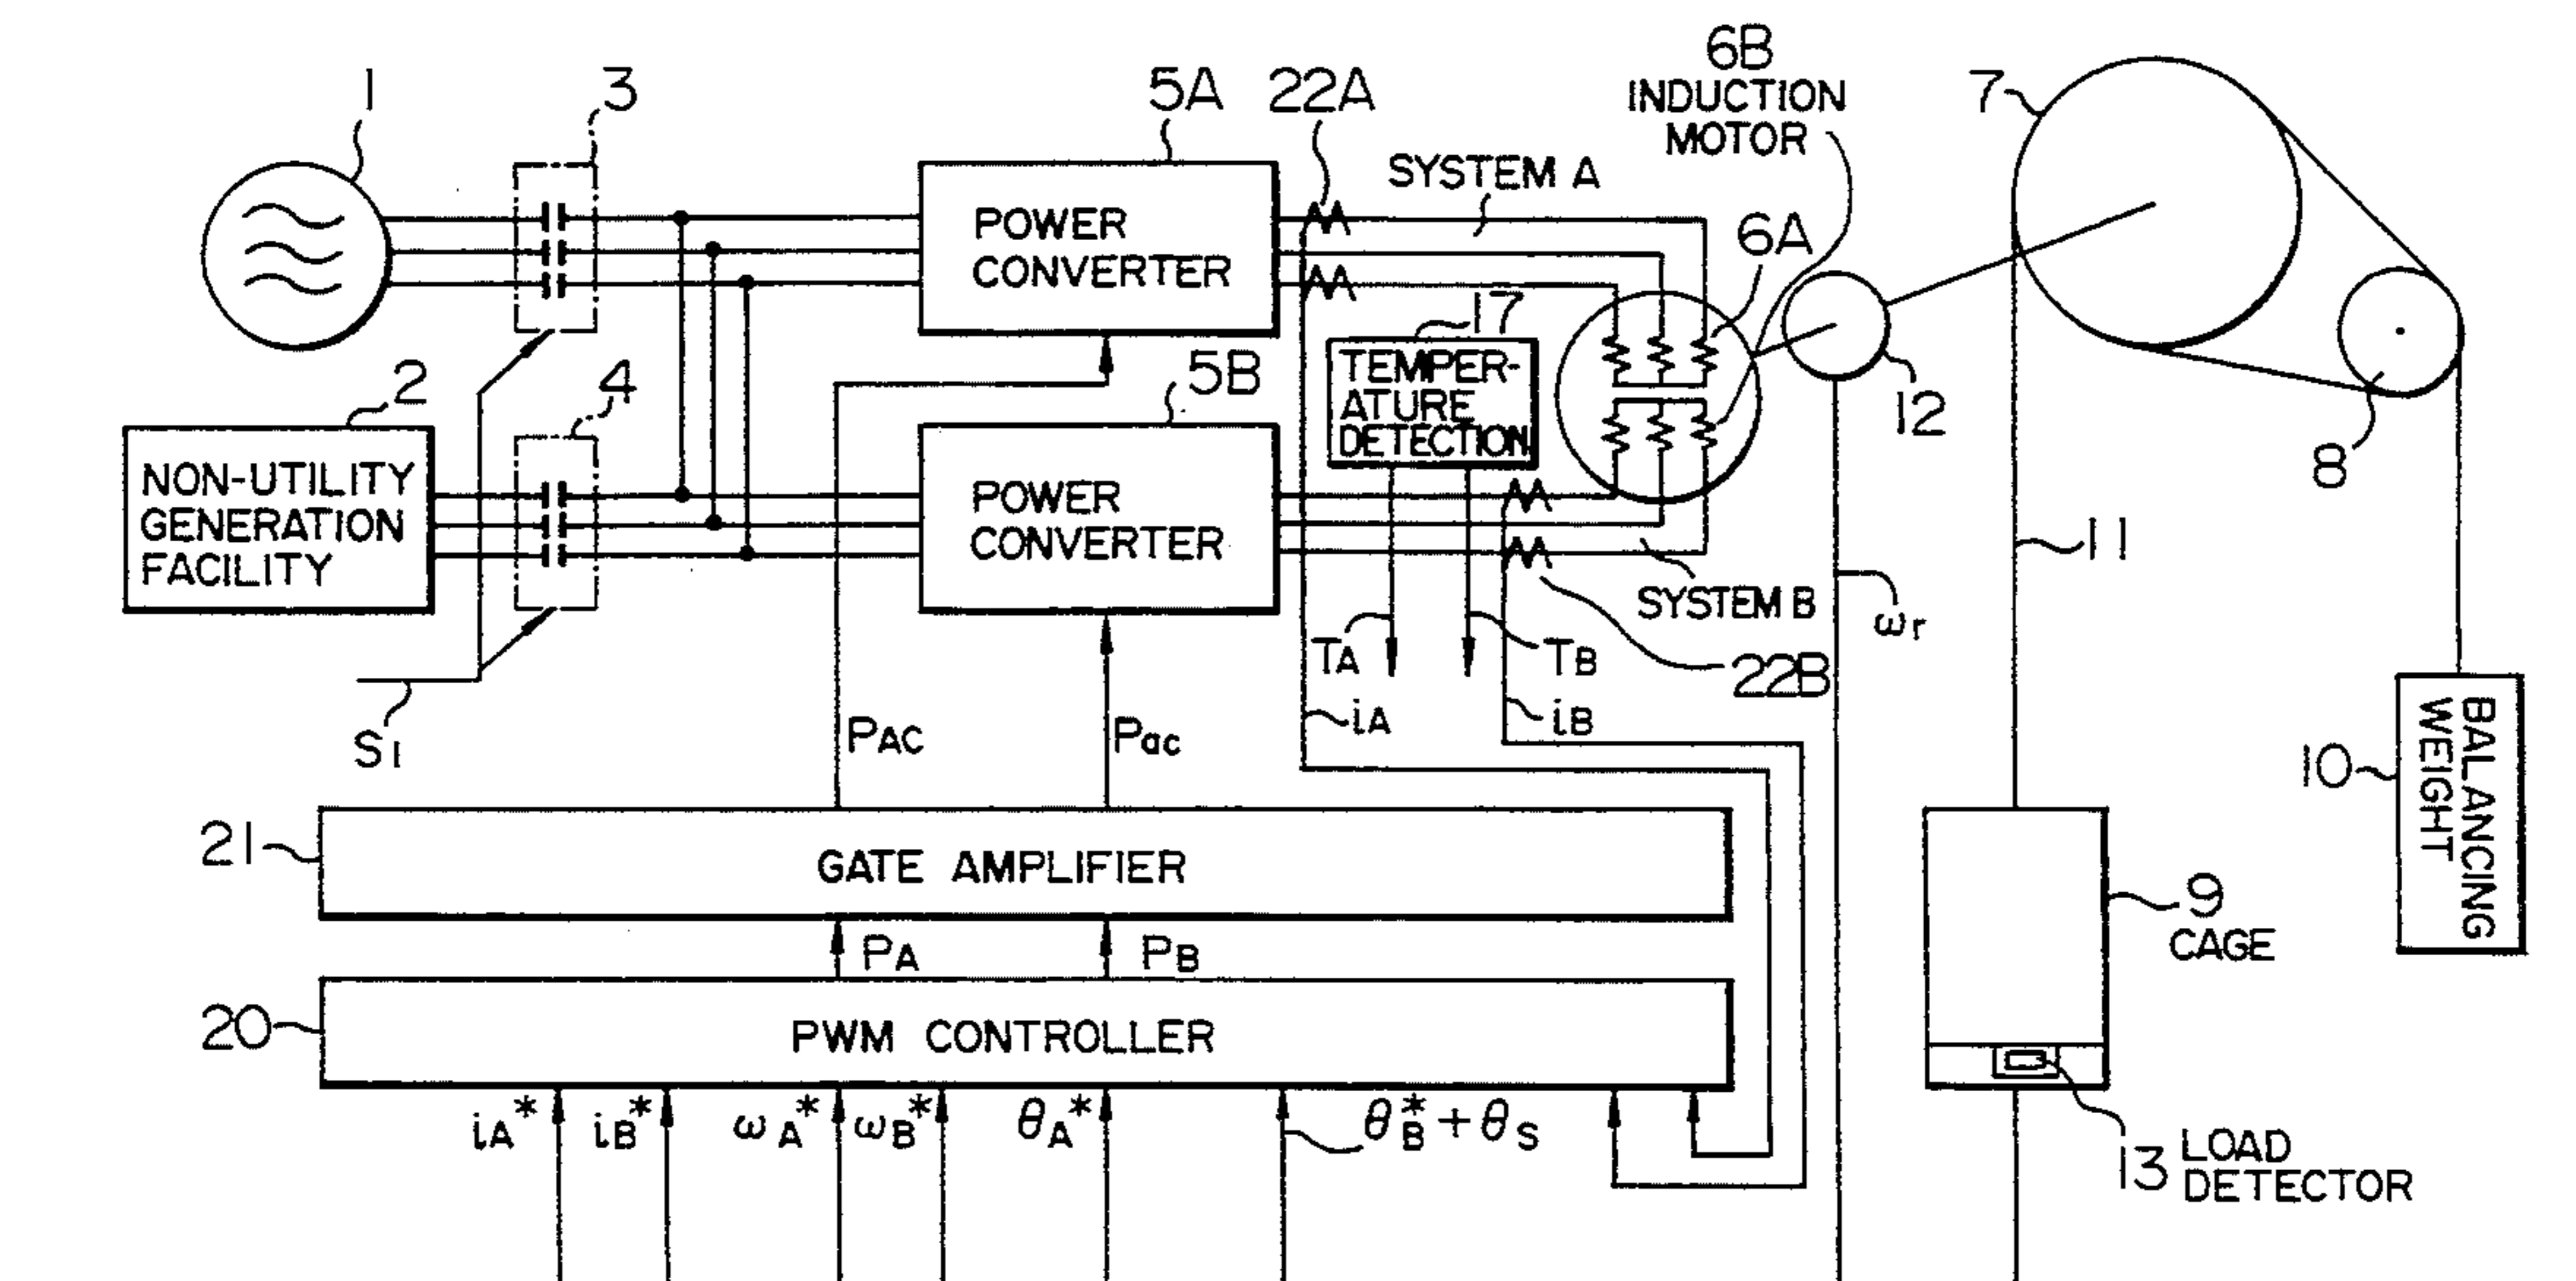 1
3
5A
22A
6B
INDUCTION
MOTOR
7
SYSTEM A
6A
POWER
CONVERTER
17
TEMPER-
ATURE
DETECTION
12
8
2
4
5B
NON-UTILITY
GENERATION
FACILITY
POWER
CONVERTER
11
SYSTEM B
ωr
TA
TB
22B
S1
PAC
Pac
iA
iB
10
BALANCING
WEIGHT
21
GATE AMPLIFIER
9
CAGE
PA
PB
20
PWM CONTROLLER
iA*
iB*
ωA*
ωB*
θA*
θB*+θS
13
LOAD
DETECTOR